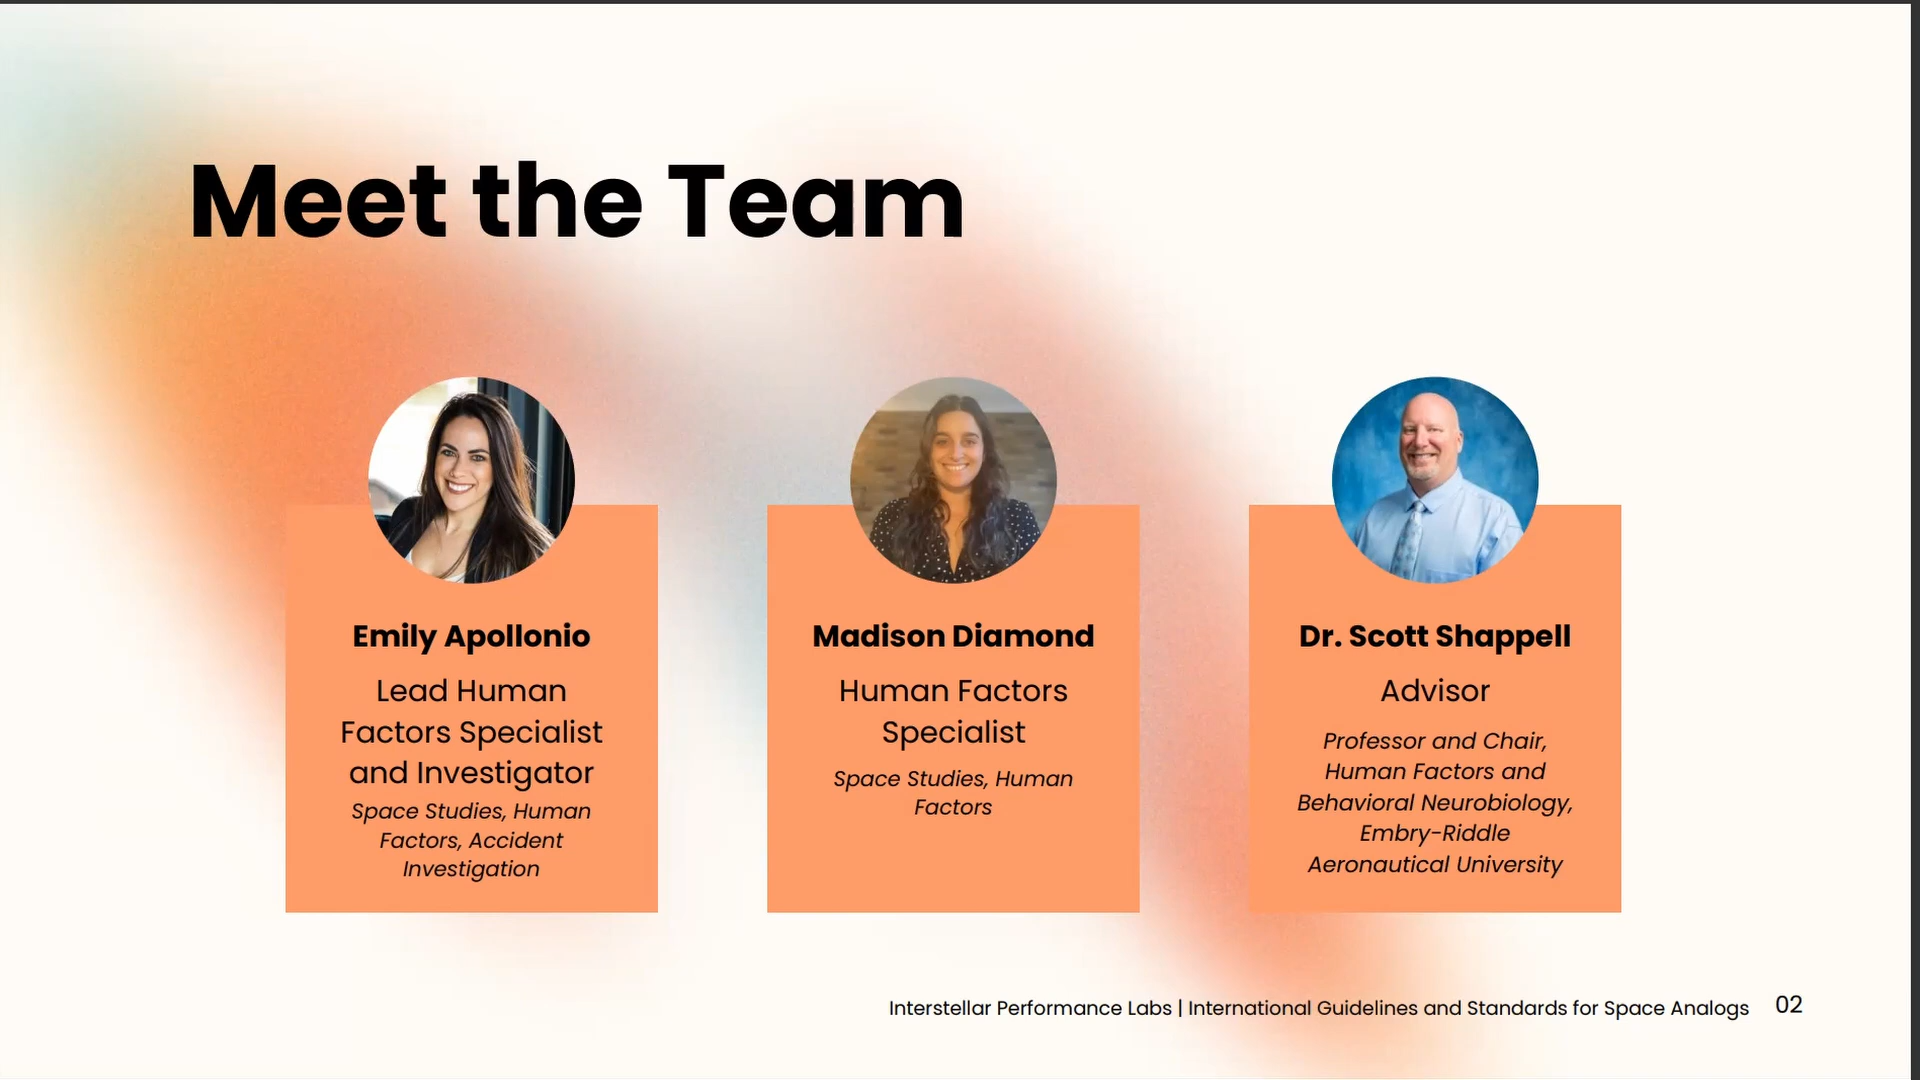 Meet the Team
Emily Apollonio
Lead Human
Factors Specialist
and Investigator
Space Studies, Human
Factors, Accident
Investigation
Madison Diamond
Human Factors
Specialist
Space Studies, Human
Factors
Dr. Scott Shappell
Advisor
Professor and Chair,
Human Factors and
Behavioral Neurobiology,
Embry-Riddle
Aeronautical University
Interstellar Performance Labs | International Guidelines and Standards for Space Analogs 02